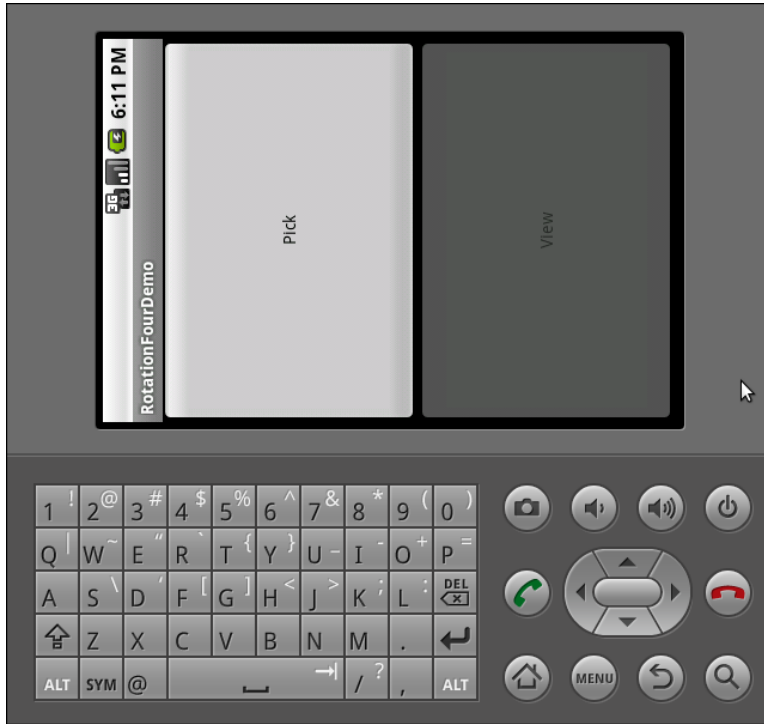 3G 6:11 PM
RotationFourDemo
Pick
View
1 ! 2 @ 3 # 4 $ 5 % 6 ^ 7 & 8 * 9 ( 0 )
Q | W ~ E “ R ` T { Y } U _ I - O + P =
A S \ D ‘ F [ G ] H < J > K ; L : DEL
Z X C V B N M .
ALT SYM @ / ? , ALT
MENU